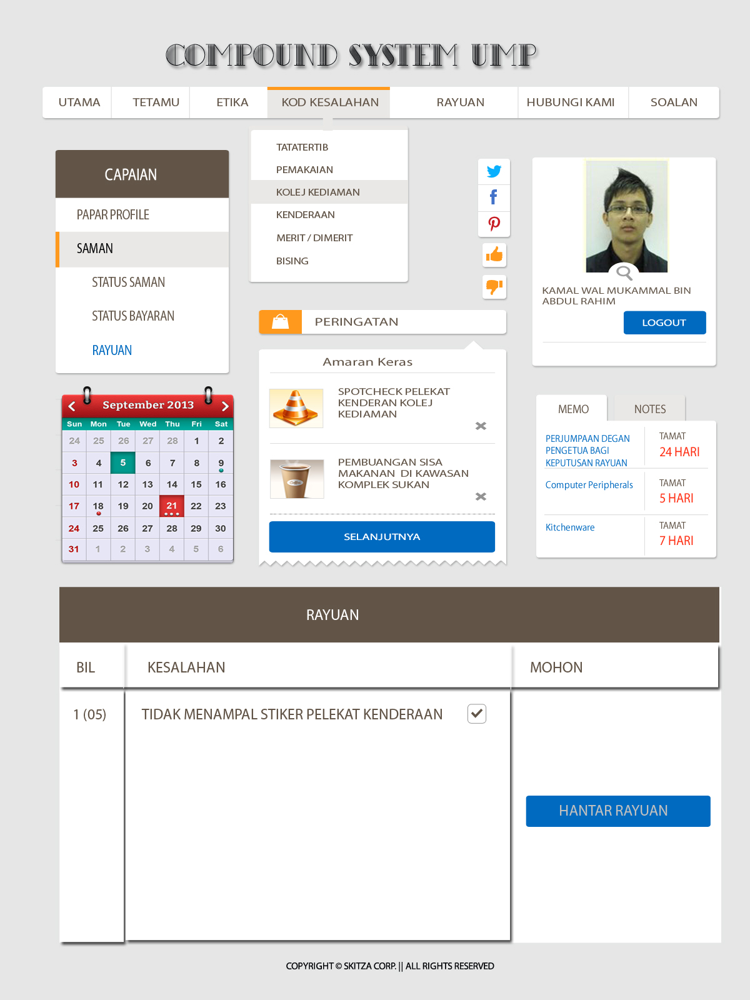 COMPOUND SYSTEM UMP
UTAMA TETAMU ETIKA KOD KESALAHAN RAYUAN HUBUNGI KAMI SOALAN
TATATERTIB
PEMAKAIAN
KOLEJ KEDIAMAN
KENDERAAN
MERIT / DIMERIT
BISING
CAPAIAN
PAPAR PROFILE
SAMAN
STATUS SAMAN
STATUS BAYARAN
RAYUAN
KAMAL WAL MUKAMMAL BIN
ABDUL RAHIM
LOGOUT
PERINGATAN
Amaran Keras
SPOTCHECK PELEKAT
KENDERAN KOLEJ
KEDIAMAN
PEMBUANGAN SISA
MAKANAN  DI KAWASAN
KOMPLEK SUKAN
SELANJUTNYA
September 2013
Sun Mon Tue Wed Thu Fri Sat
24 25 26 27 28 1 2
3 4 5 6 7 8 9
10 11 12 13 14 15 16
17 18 19 20 21 22 23
24 25 26 27 28 29 30
31 1 2 3 4 5 6
MEMO NOTES
PERJUMPAAN DEGAN
PENGETUA BAGI
KEPUTUSAN RAYUAN
TAMAT
24 HARI
Computer Peripherals
TAMAT
5 HARI
Kitchenware
TAMAT
7 HARI
RAYUAN
BIL KESALAHAN MOHON
1 (05) TIDAK MENAMPAL STIKER PELEKAT KENDERAAN
HANTAR RAYUAN
COPYRIGHT © SKITZA CORP. || ALL RIGHTS RESERVED